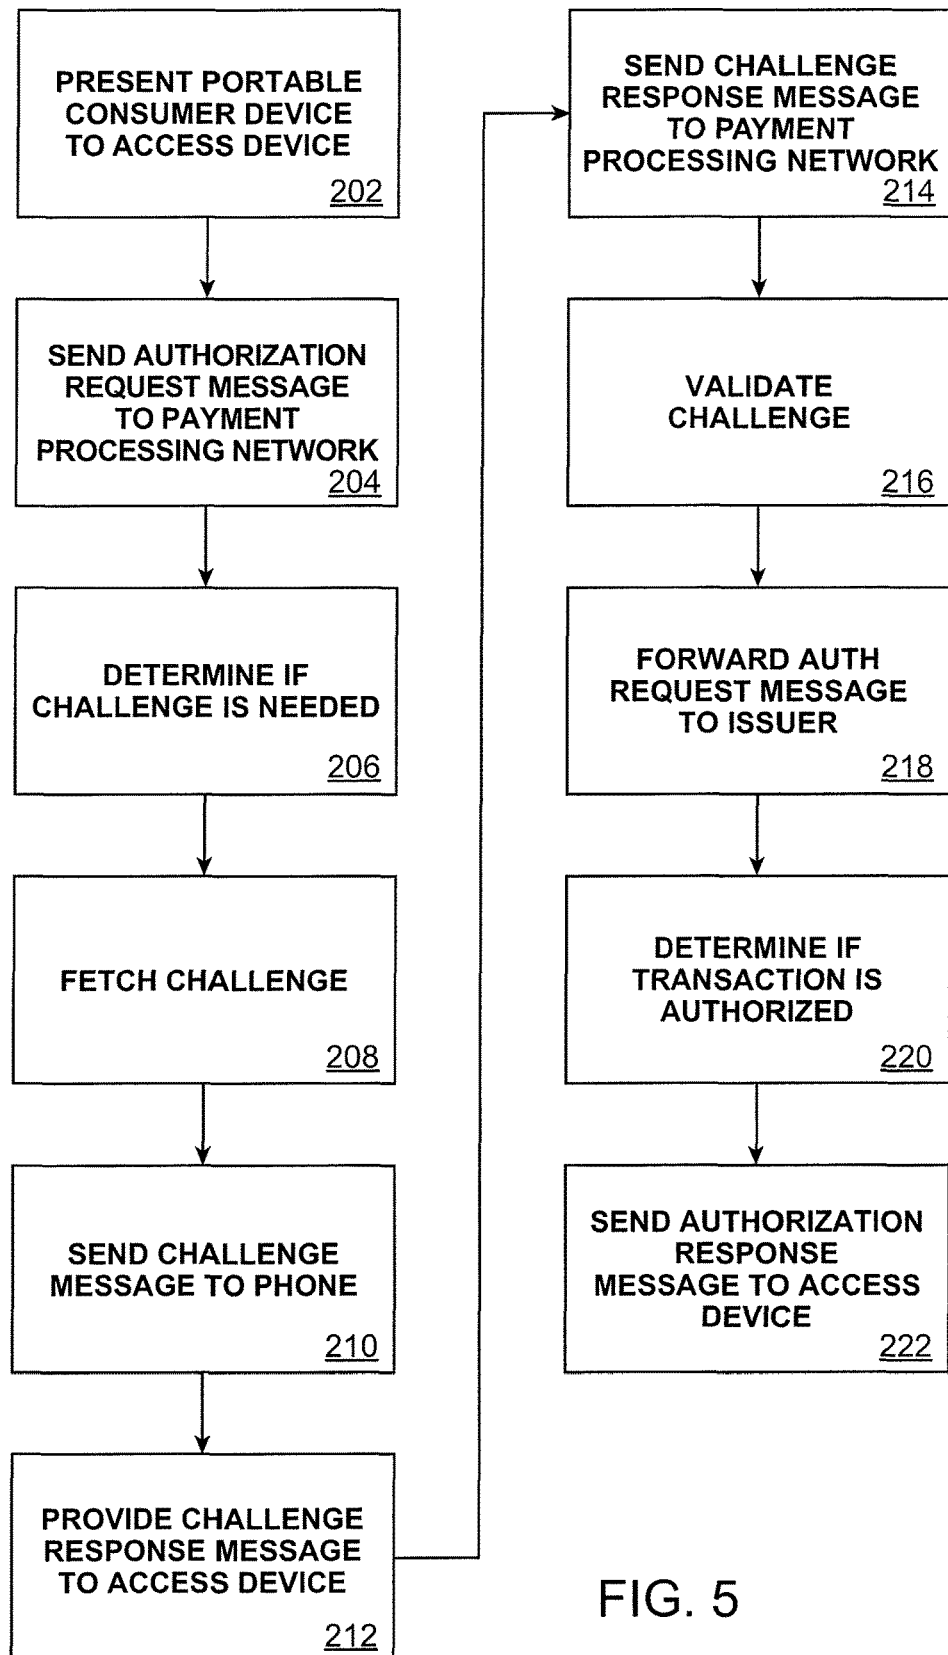 PRESENT PORTABLE
CONSUMER DEVICE
TO ACCESS DEVICE
202
SEND AUTHORIZATION
REQUEST MESSAGE
TO PAYMENT
PROCESSING NETWORK
204
DETERMINE IF
CHALLENGE IS NEEDED
206
FETCH CHALLENGE
208
SEND CHALLENGE
MESSAGE TO PHONE
210
PROVIDE CHALLENGE
RESPONSE MESSAGE
TO ACCESS DEVICE
212
SEND CHALLENGE
RESPONSE MESSAGE
TO PAYMENT
PROCESSING NETWORK
214
VALIDATE
CHALLENGE
216
FORWARD AUTH
REQUEST MESSAGE
TO ISSUER
218
DETERMINE IF
TRANSACTION IS
AUTHORIZED
220
SEND AUTHORIZATION
RESPONSE
MESSAGE TO ACCESS
DEVICE
222
FIG. 5